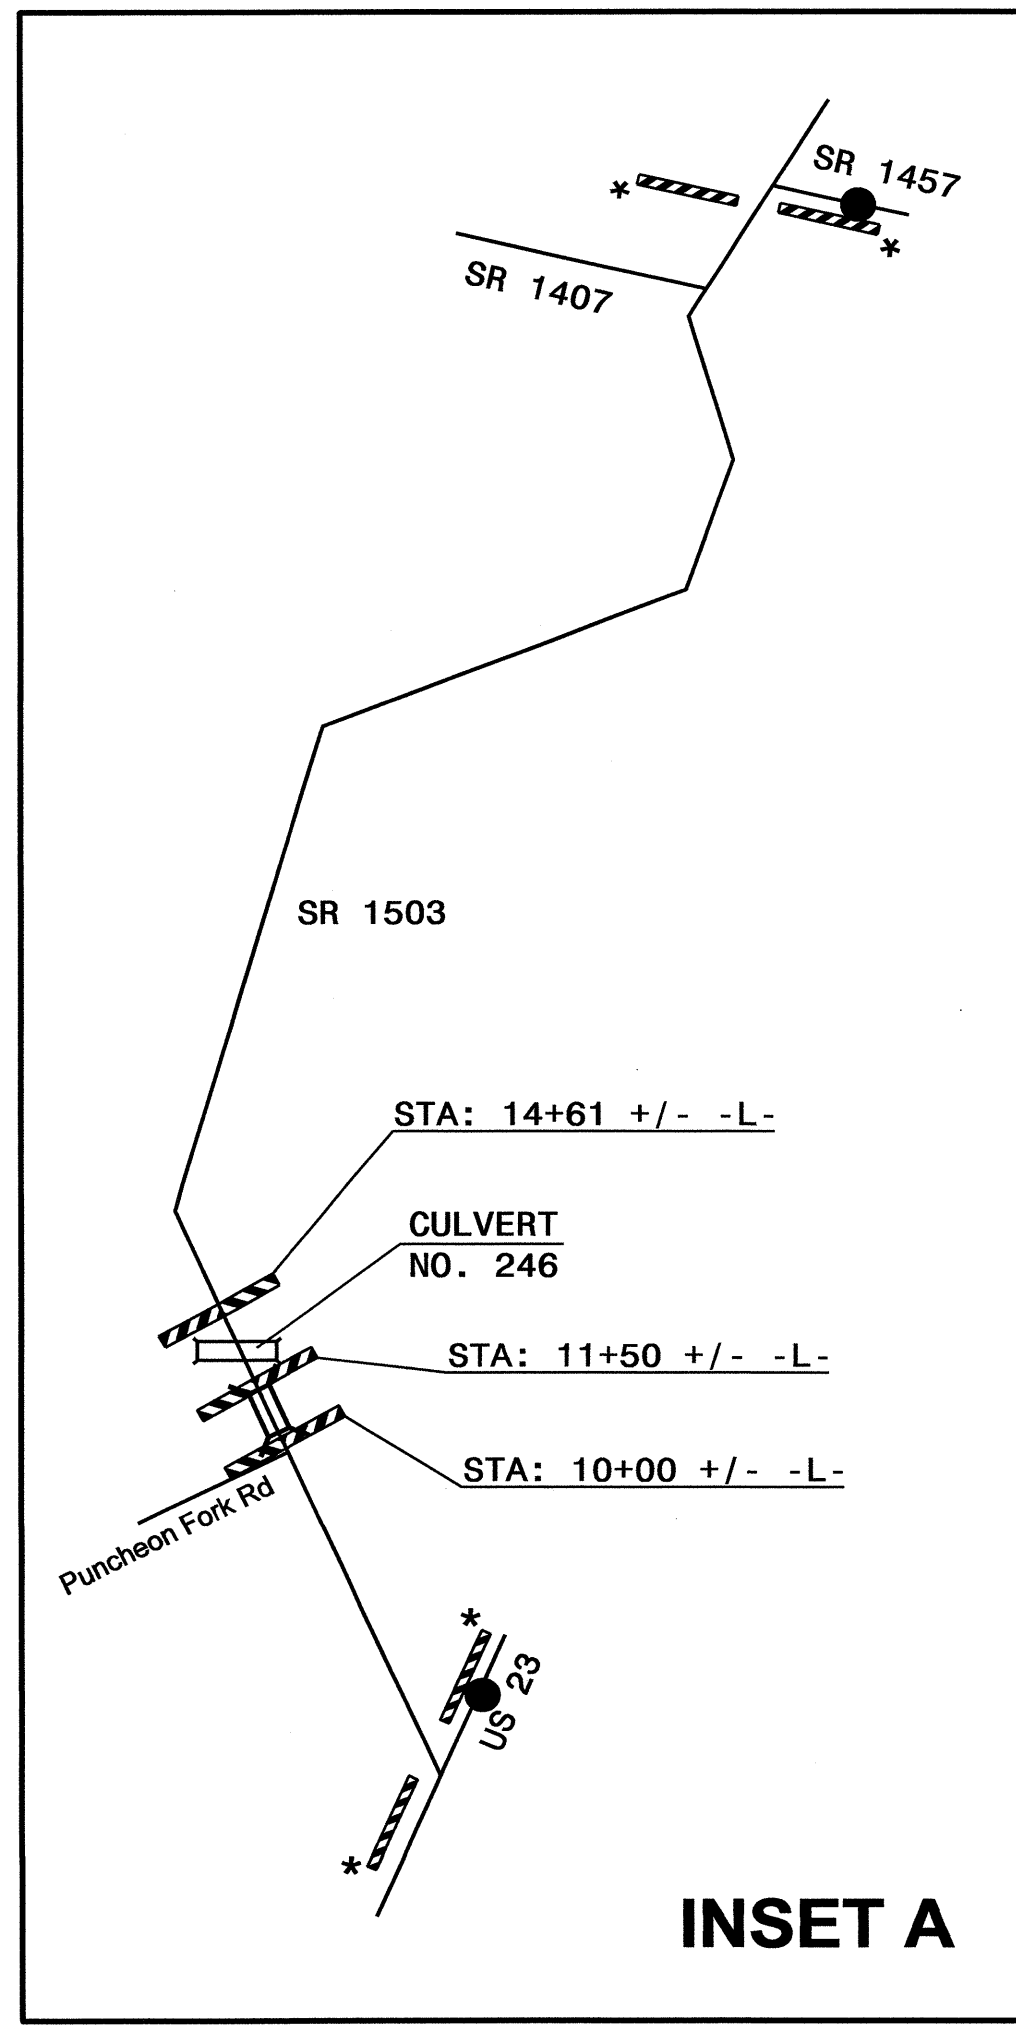 SR 1457
*
*
SR 1407
SR 1503
STA: 14+61 +/- -L-
CULVERT
NO. 246
STA: 11+50 +/- -L-
STA: 10+00 +/- -L-
Puncheon Fork Rd
*
US 23
*
INSET A